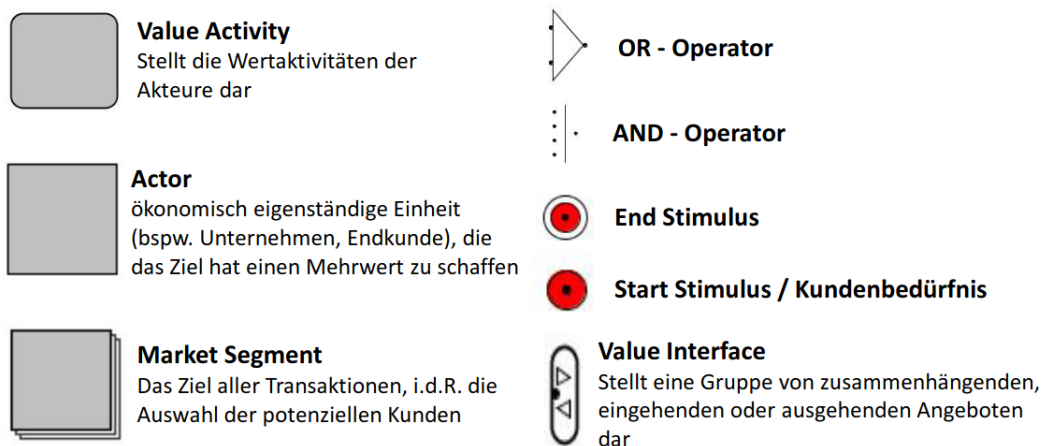 Value Activity
Stellt die Wertaktivitäten der
Akteure dar
Actor
ökonomisch eigenständige Einheit
(bspw. Unternehmen, Endkunde), die
das Ziel hat einen Mehrwert zu schaffen
Market Segment
Das Ziel aller Transaktionen, i.d.R. die
Auswahl der potenziellen Kunden
OR - Operator
AND - Operator
End Stimulus
Start Stimulus / Kundenbedürfnis
Value Interface
Stellt eine Gruppe von zusammenhängenden,
eingehenden oder ausgehenden Angeboten
dar